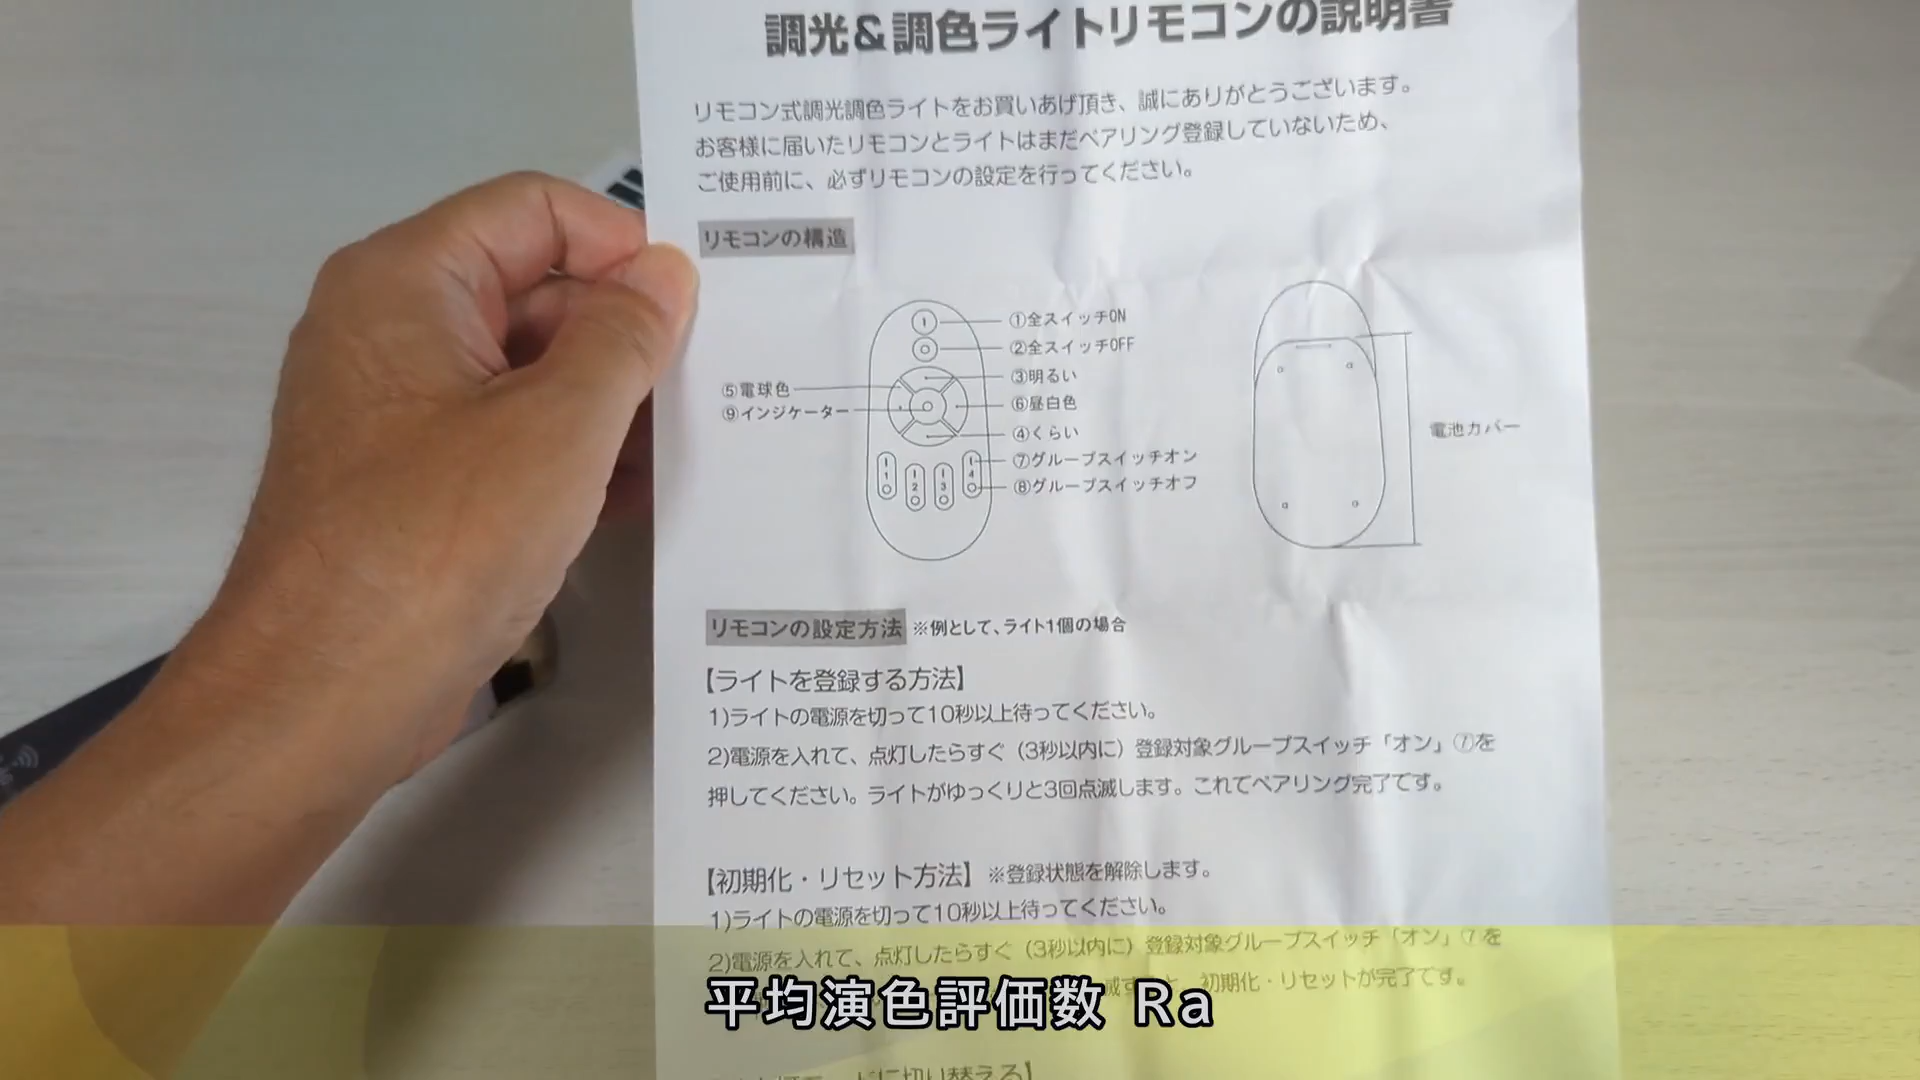 調光&調色ライトリモコンの説明書
リモコン式調光調色ライトをお買いあげ頂き、誠にありがとうございます。
お客様に届いたリモコンとライトはまだペアリング登録していないため、
ご使用前に、必ずリモコンの設定を行ってください。
リモコンの構造
①全スイッチON
②全スイッチOFF
③明るい
⑤電球色
⑥昼白色
⑨インジケーター
④くらい
⑦グループスイッチオン
⑧グループスイッチオフ
1 2 3 4
電池カバー
リモコンの設定方法 ※例として、ライト1個の場合
【ライトを登録する方法】
1)ライトの電源を切って10秒以上待ってください。
2)電源を入れて、点灯したらすぐ（3秒以内に）登録対象グループスイッチ「オン」⑦を
押してください。ライトがゆっくりと3回点滅します。これでペアリング完了です。
【初期化・リセット方法】※登録状態を解除します。
1)ライトの電源を切って10秒以上待ってください。
2)電源を入れて、点灯したらすぐ（3秒以内に）登録対象グループスイッチ「オン」⑦を
初期化・リセットが完了です。
平均演色評価数 Ra
に切り替える】